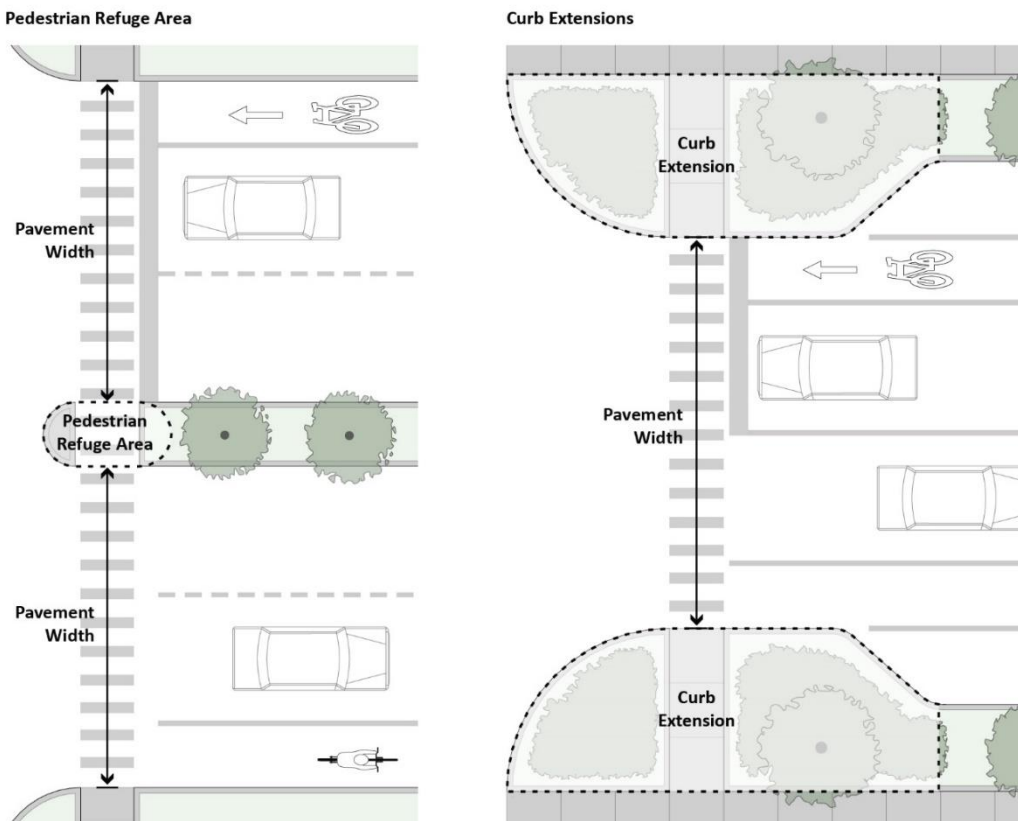 Pedestrian Refuge Area
Pavement
Width
Pedestrian
Refuge Area
Pavement
Width
Curb Extensions
Curb
Extension
Pavement
Width
Curb
Extension